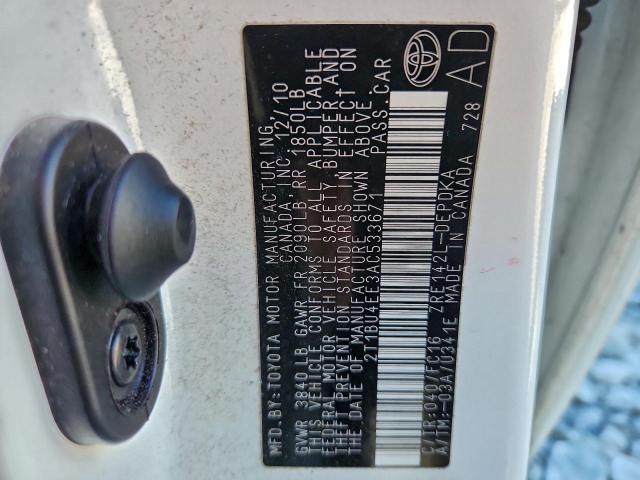 MFD.BY:TOYOTA MOTOR MANUFACTURING,
CANADA, INC. 12/10
GVWR 3840LB GAWR FR 2090LB RR 1850LB
THIS VEHICLE CONFORMS TO ALL APPLICABLE
FEDERAL MOTOR VEHICLE SAFETY, BUMPER, AND
THEFT PREVENTION STANDARDS IN EFFECT ON
THE DATE OF MANUFACTURE SHOWN ABOVE.
2T1BU4EE3AC533671 PASS. CAR
C/TR:040/FC16 ZRE142L-DEPDKA
A/TM:-03A/U341E MADE IN CANADA 728
AD